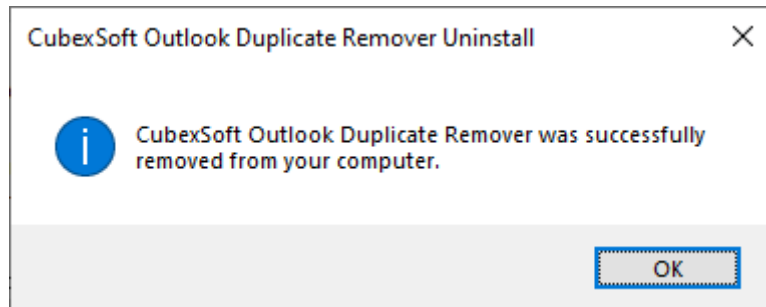 CubexSoft Outlook Duplicate Remover Uninstall
CubexSoft Outlook Duplicate Remover was successfully
removed from your computer.
OK